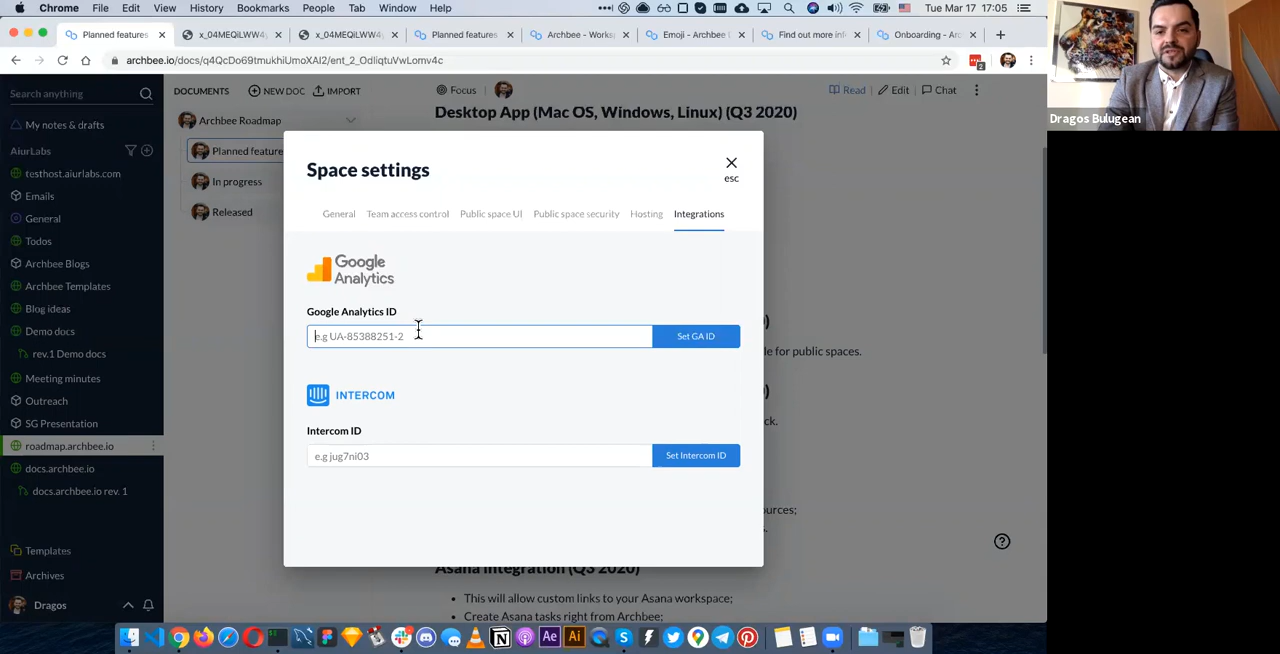 Chrome File Edit View History Bookmarks People Tab Window Help Tue Mar 17 17:05
Planned features x_04MEQiLWW4 x_04MEQiLWW4 Planned features Archbee - Works Emoji - Archbee Find out more inf Onboarding - Arc
archbee.io/docs/q4QcDo69tmukhiUmoXAI2/ent_2_OdIiqtuVwLomv4c
Search anything
My notes & drafts
AiurLabs
testhost.aiurlabs.com
Emails
General
Todos
Archbee Blogs
Archbee Templates
Blog ideas
Demo docs
rev.1 Demo docs
Meeting minutes
Outreach
SG Presentation
roadmap.archbee.io
docs.archbee.io
docs.archbee.io rev. 1
Templates
Archives
Dragos
DOCUMENTS NEW DOC IMPORT
Archbee Roadmap
Planned feature
In progress
Released
Focus Read Edit Chat
Desktop App (Mac OS, Windows, Linux) (Q3 2020)
Space settings
esc
General Team access control Public space UI Public space security Hosting Integrations
Google
Analytics
Google Analytics ID
e.g UA-85388251-2 Set GA ID
INTERCOM
Intercom ID
e.g jug7ni03 Set Intercom ID
le for public spaces.
ck.
ources;
Asana Integration (Q3 2020)
This will allow custom links to your Asana workspace;
Create Asana tasks right from Archbee;
Dragos Bulugean